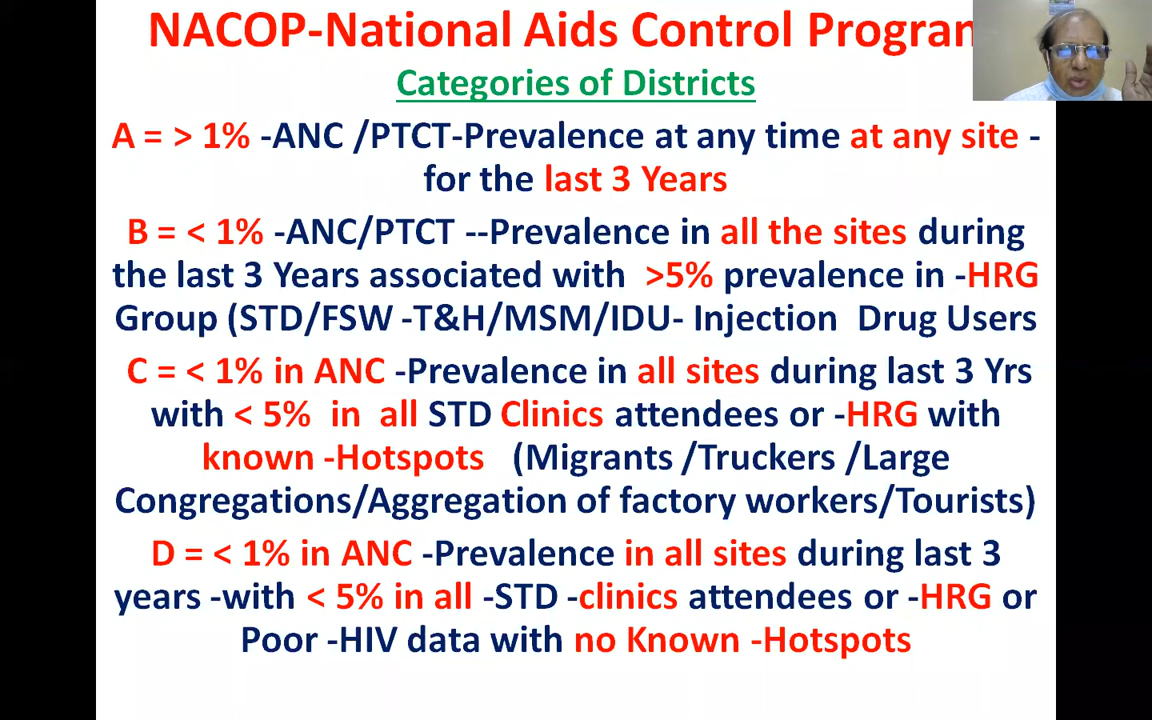 NACOP-National Aids Control Program
Categories of Districts
A = > 1% -ANC /PTCT-Prevalence at any time at any site -
for the last 3 Years
B = < 1% -ANC/PTCT --Prevalence in all the sites during
the last 3 Years associated with >5% prevalence in -HRG
Group (STD/FSW -T&H/MSM/IDU- Injection Drug Users
C = < 1% in ANC -Prevalence in all sites during last 3 Yrs
with < 5% in all STD Clinics attendees or -HRG with
known -Hotspots (Migrants /Truckers /Large
Congregations/Aggregation of factory workers/Tourists)
D = < 1% in ANC -Prevalence in all sites during last 3
years -with < 5% in all -STD -clinics attendees or -HRG or
Poor -HIV data with no Known -Hotspots